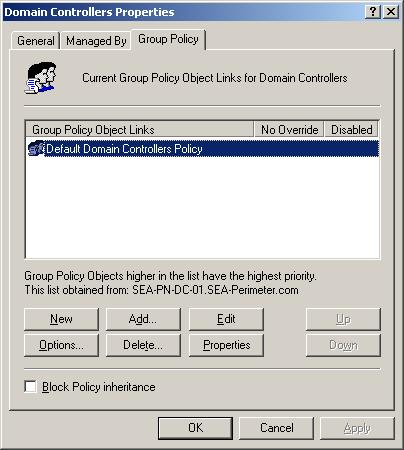 Domain Controllers Properties
General Managed By Group Policy
Current Group Policy Object Links for Domain Controllers
Group Policy Object Links No Override Disabled
Default Domain Controllers Policy
Group Policy Objects higher in the list have the highest priority.
This list obtained from: SEA-PN-DC-01.SEA-Perimeter.com
New Add... Edit Up
Options... Delete... Properties Down
Block Policy inheritance
OK Cancel Apply